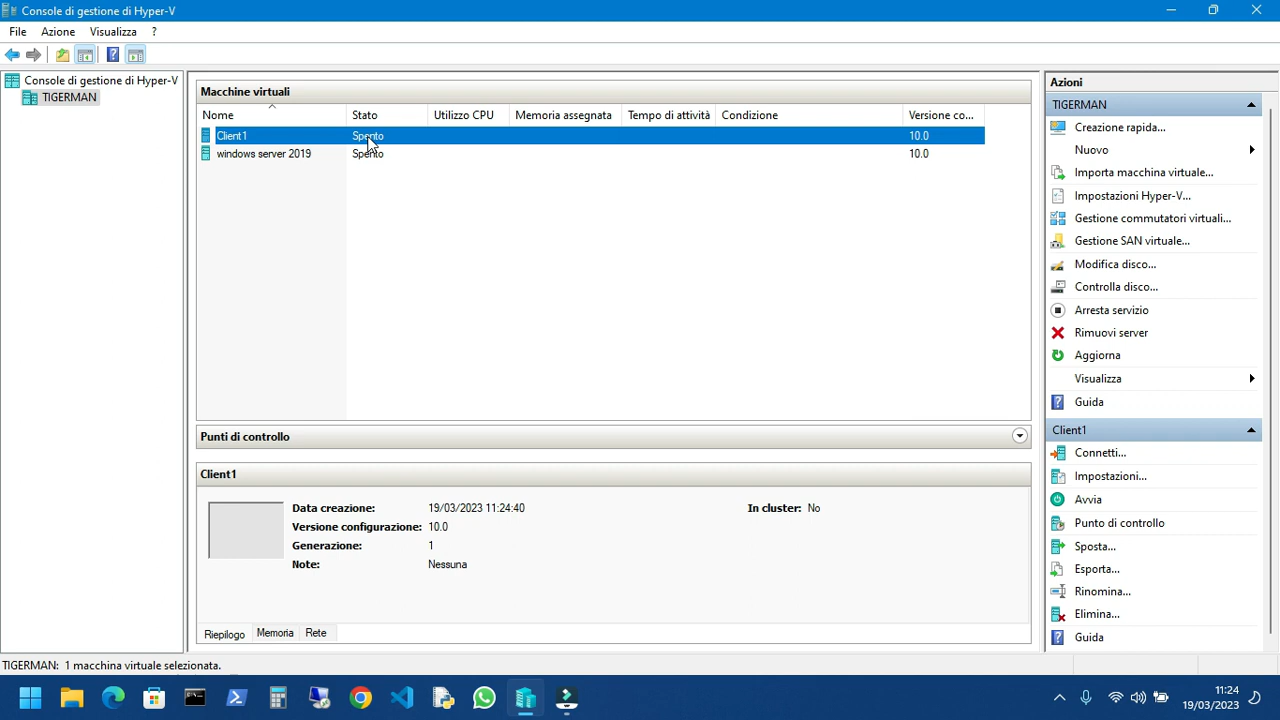 Console di gestione di Hyper-V
File Azione Visualizza ?
Console di gestione di Hyper-V
TIGERMAN
Macchine virtuali
Nome Stato Utilizzo CPU Memoria assegnata Tempo di attività Condizione Versione co...
Client1 Spento 10.0
windows server 2019 Spento 10.0
Punti di controllo
Client1
Data creazione: 19/03/2023 11:24:40 In cluster: No
Versione configurazione: 10.0
Generazione: 1
Note: Nessuna
Riepilogo Memoria Rete
Azioni
TIGERMAN
Creazione rapida...
Nuovo
Importa macchina virtuale...
Impostazioni Hyper-V...
Gestione commutatori virtuali...
Gestione SAN virtuale...
Modifica disco...
Controlla disco...
Arresta servizio
Rimuovi server
Aggiorna
Visualizza
Guida
Client1
Connetti...
Impostazioni...
Avvia
Punto di controllo
Sposta...
Esporta...
Rinomina...
Elimina...
Guida
TIGERMAN: 1 macchina virtuale selezionata.
11:24
19/03/2023